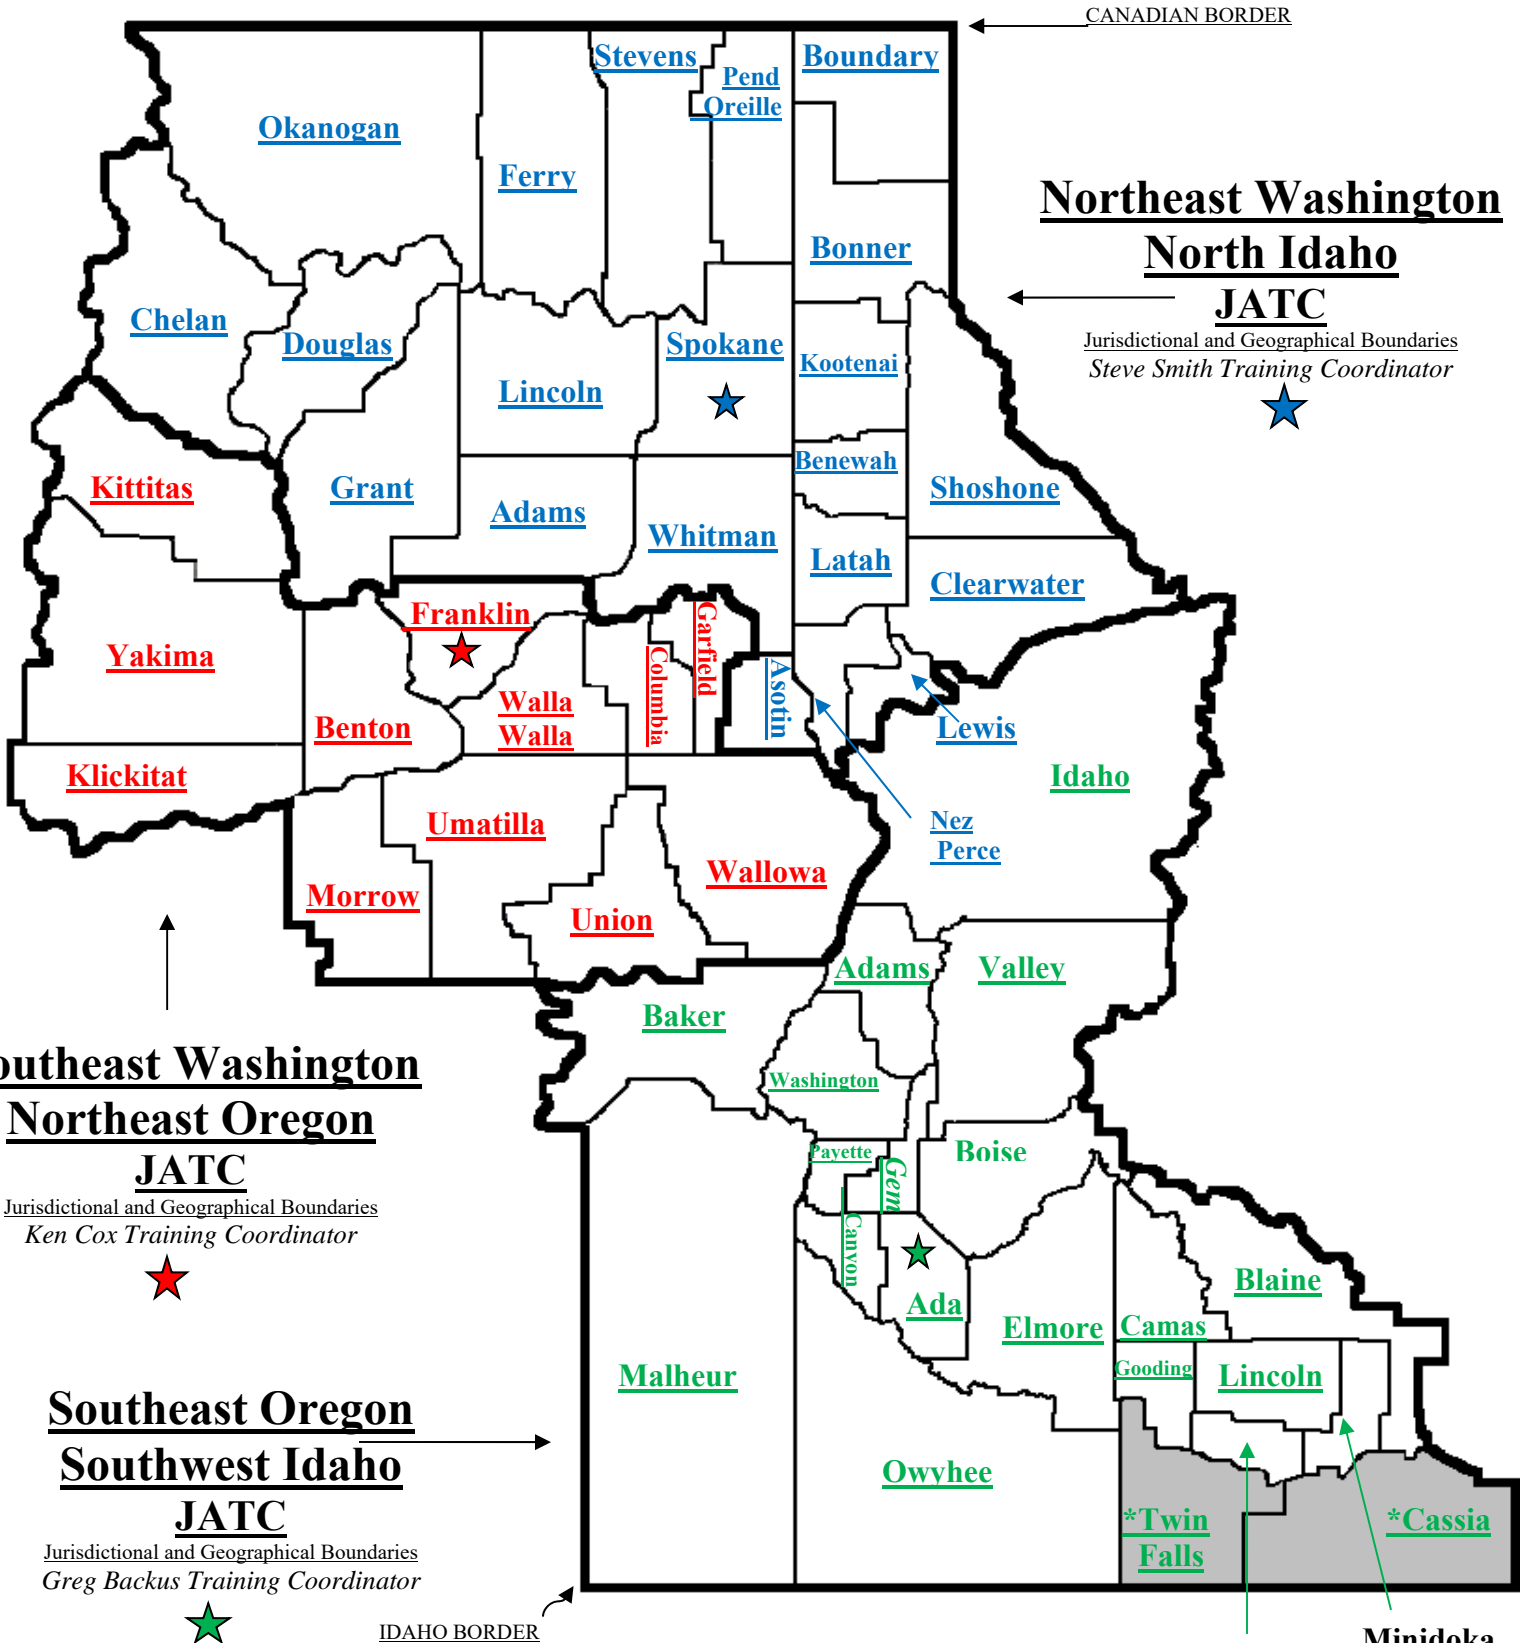 CANADIAN BORDER
Stevens
Boundary
Pend
Oreille
Okanogan
Ferry
Northeast Washington
North Idaho
JATC
Jurisdictional and Geographical Boundaries
Steve Smith Training Coordinator
Bonner
Chelan
Douglas
Spokane
Kootenai
Lincoln
Benewah
Kittitas
Grant
Adams
Shoshone
Whitman
Latah
Clearwater
Franklin
Garfield
Columbia
Asotin
Yakima
Walla
Walla
Benton
Lewis
Klickitat
Idaho
Umatilla
Nez
Perce
Wallowa
Morrow
Union
Adams
Valley
Baker
outheast Washington
Northeast Oregon
JATC
Jurisdictional and Geographical Boundaries
Ken Cox Training Coordinator
Washington
Payette
Gem
Boise
Canyon
Ada
Blaine
Elmore
Camas
Gooding
Lincoln
Malheur
Southeast Oregon
Southwest Idaho
JATC
Jurisdictional and Geographical Boundaries
Greg Backus Training Coordinator
Owyhee
*Twin
Falls
*Cassia
IDAHO BORDER
Minidoka